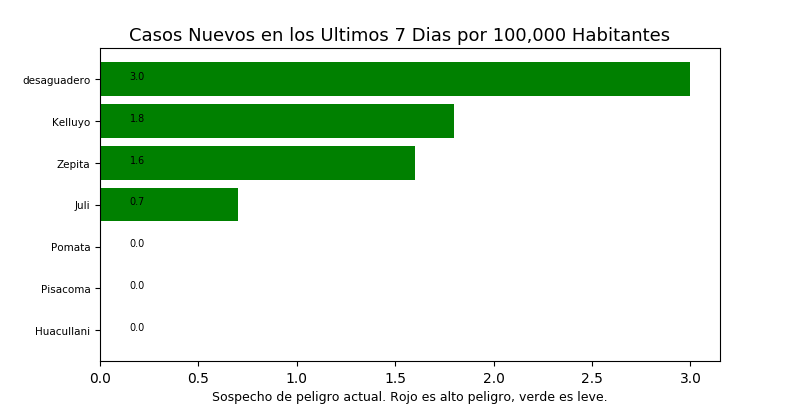 Casos Nuevos en los Ultimos 7 Dias por 100,000 Habitantes
desaguadero 3.0
Kelluyo 1.8
Zepita 1.6
Juli 0.7
Pomata 0.0
Pisacoma 0.0
Huacullani 0.0
0.0 0.5 1.0 1.5 2.0 2.5 3.0
Sospecho de peligro actual. Rojo es alto peligro, verde es leve.